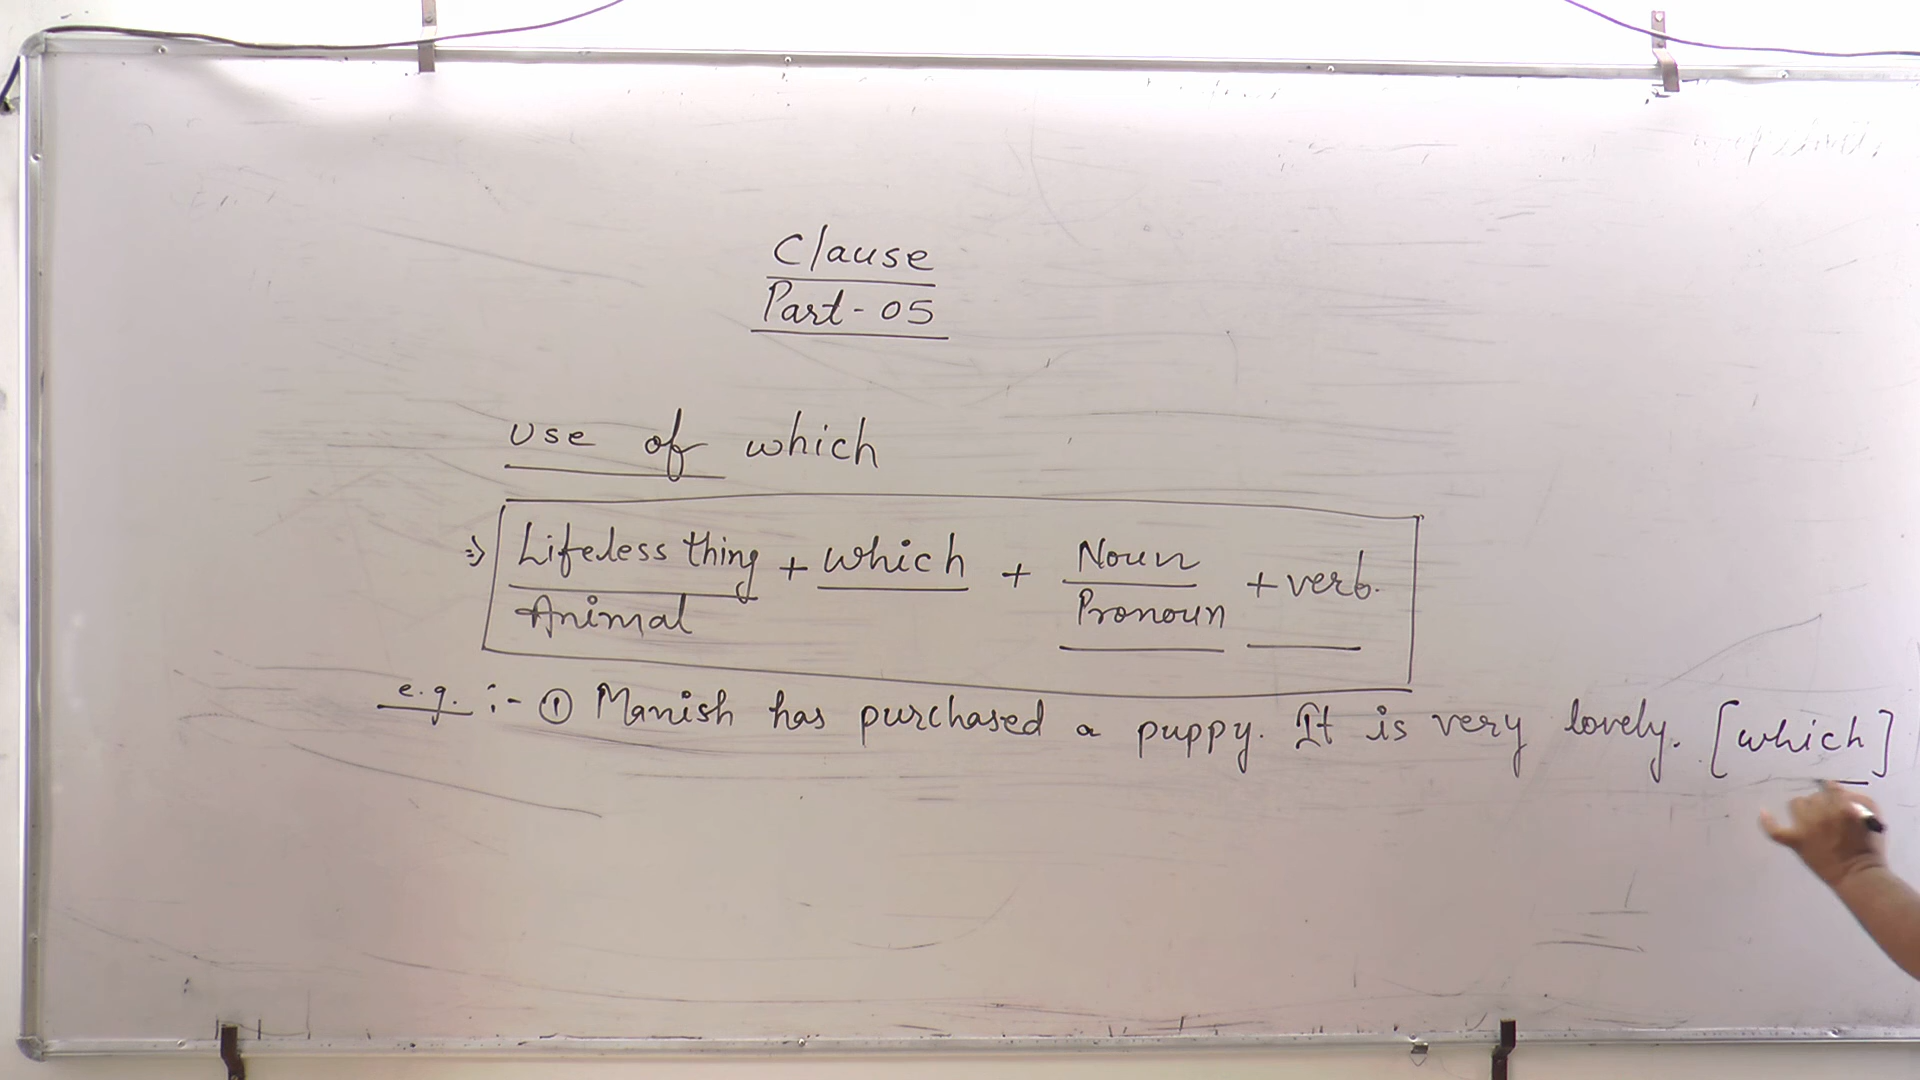 Clause
Part-05
Use of which
⇒ Lifeless thing + which + Noun + verb.
Animal Pronoun
e.g. :- ① Manish has purchased a puppy. It is very lovely. [which]